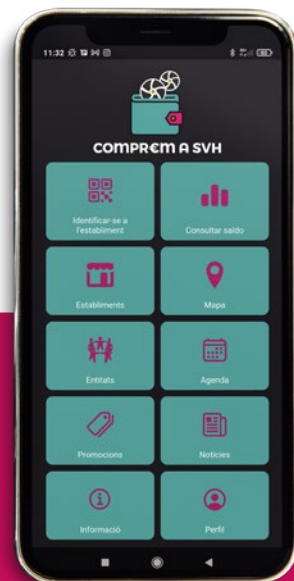 11:32
COMPREM A SVH
Identificar-se a
l'establiment
Consultar saldo
Establiments
Mapa
Entitats
Agenda
Promocions
Notícies
Informació
Perfil